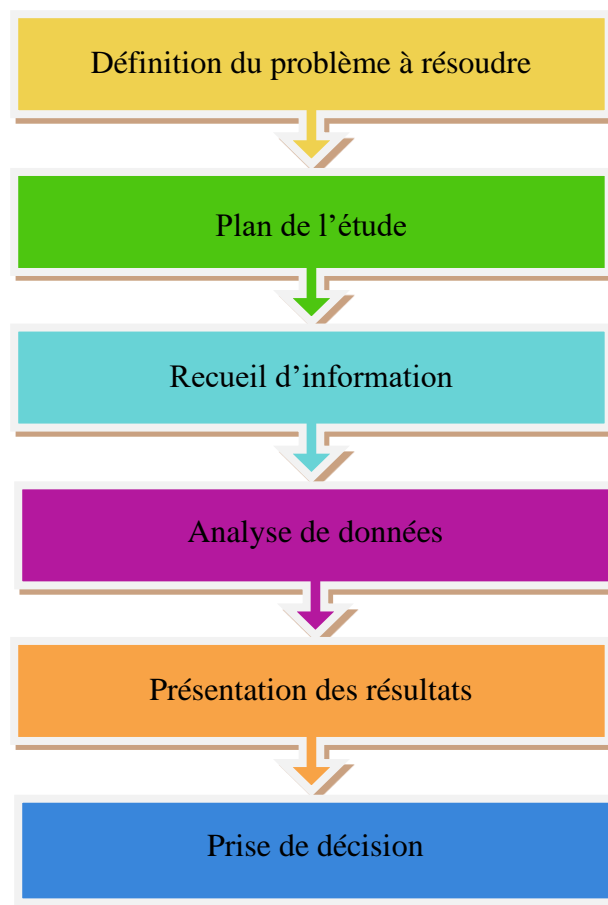 Définition du problème à résoudre
Plan de l’étude
Recueil d’information
Analyse de données
Présentation des résultats
Prise de décision